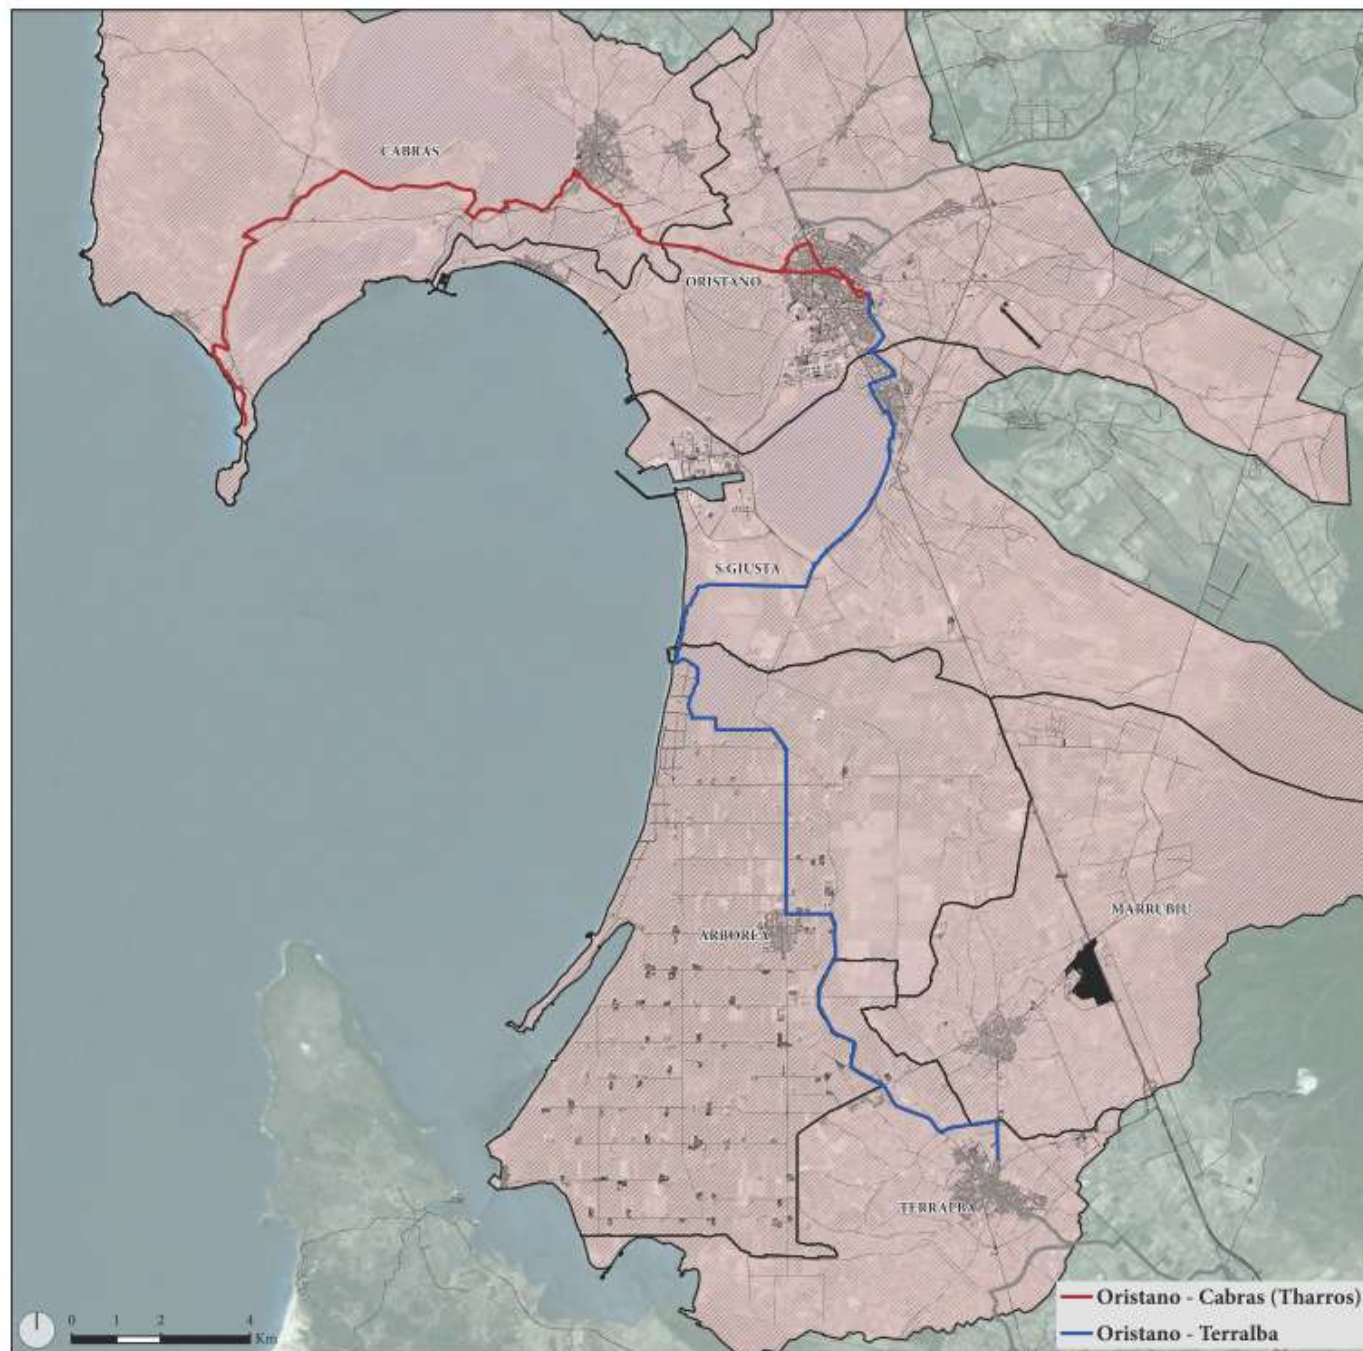 CABRAS
ORISTANO
S.GIUSTA
MARRUBIU
ARBOREA
TERRALBA
0 1 2 4
Km
Oristano - Cabras (Tharros)
Oristano - Terralba